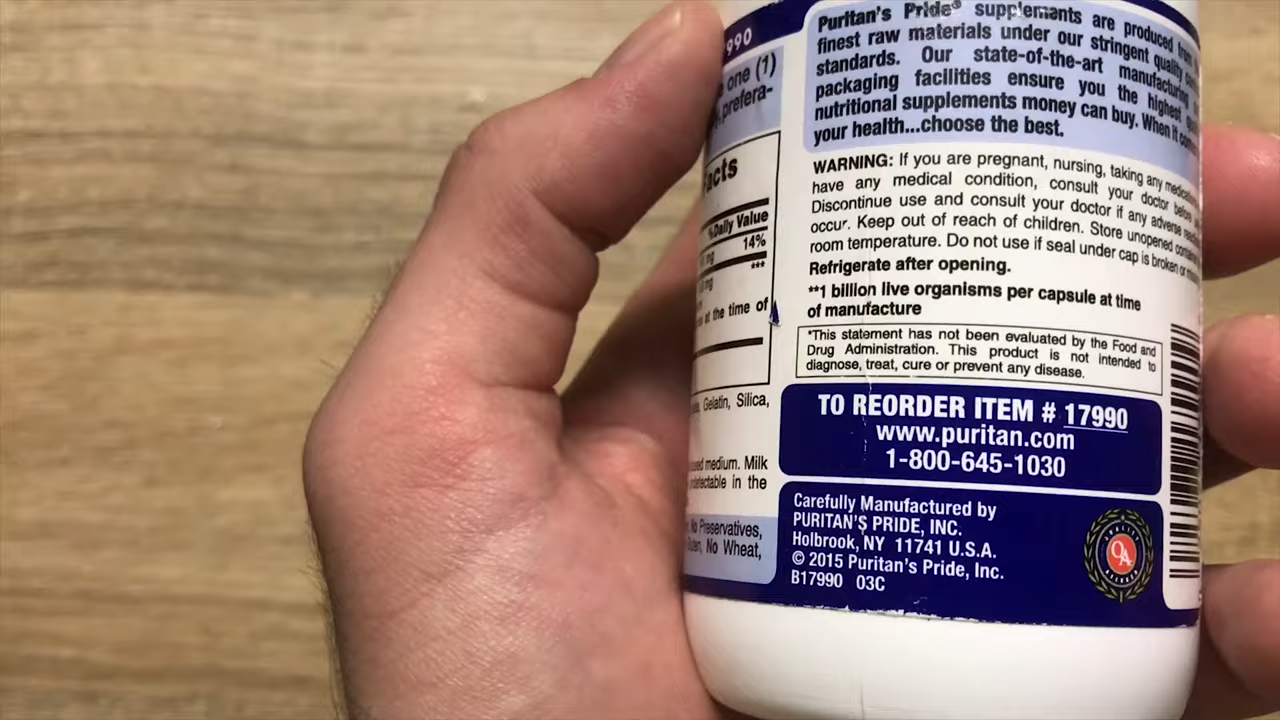 990
one (1)
prefera-
acts
%Daily Value
14%
mg
***
mg
at the time of
Gelatin, Silica,
medium. Milk
in the
No Preservatives,
No Wheat,
Puritan's Pride® supplements are produced from
finest raw materials under our stringent quality
standards. Our state-of-the-art manufacturing
packaging facilities ensure you the highest
nutritional supplements money can buy. When it
your health...choose the best.
WARNING: If you are pregnant, nursing, taking any
have any medical condition, consult your doctor before
Discontinue use and consult your doctor if any adverse
occur. Keep out of reach of children. Store unopened
room temperature. Do not use if seal under cap is broken or
Refrigerate after opening.
**1 billion live organisms per capsule at time
of manufacture
*This statement has not been evaluated by the Food and
Drug Administration. This product is not intended to
diagnose, treat, cure or prevent any disease.
TO REORDER ITEM # 17990
www.puritan.com
1-800-645-1030
Carefully Manufactured by
PURITAN'S PRIDE, INC.
Holbrook, NY 11741 U.S.A.
© 2015 Puritan's Pride, Inc.
B17990 03C
QUALITY
QA